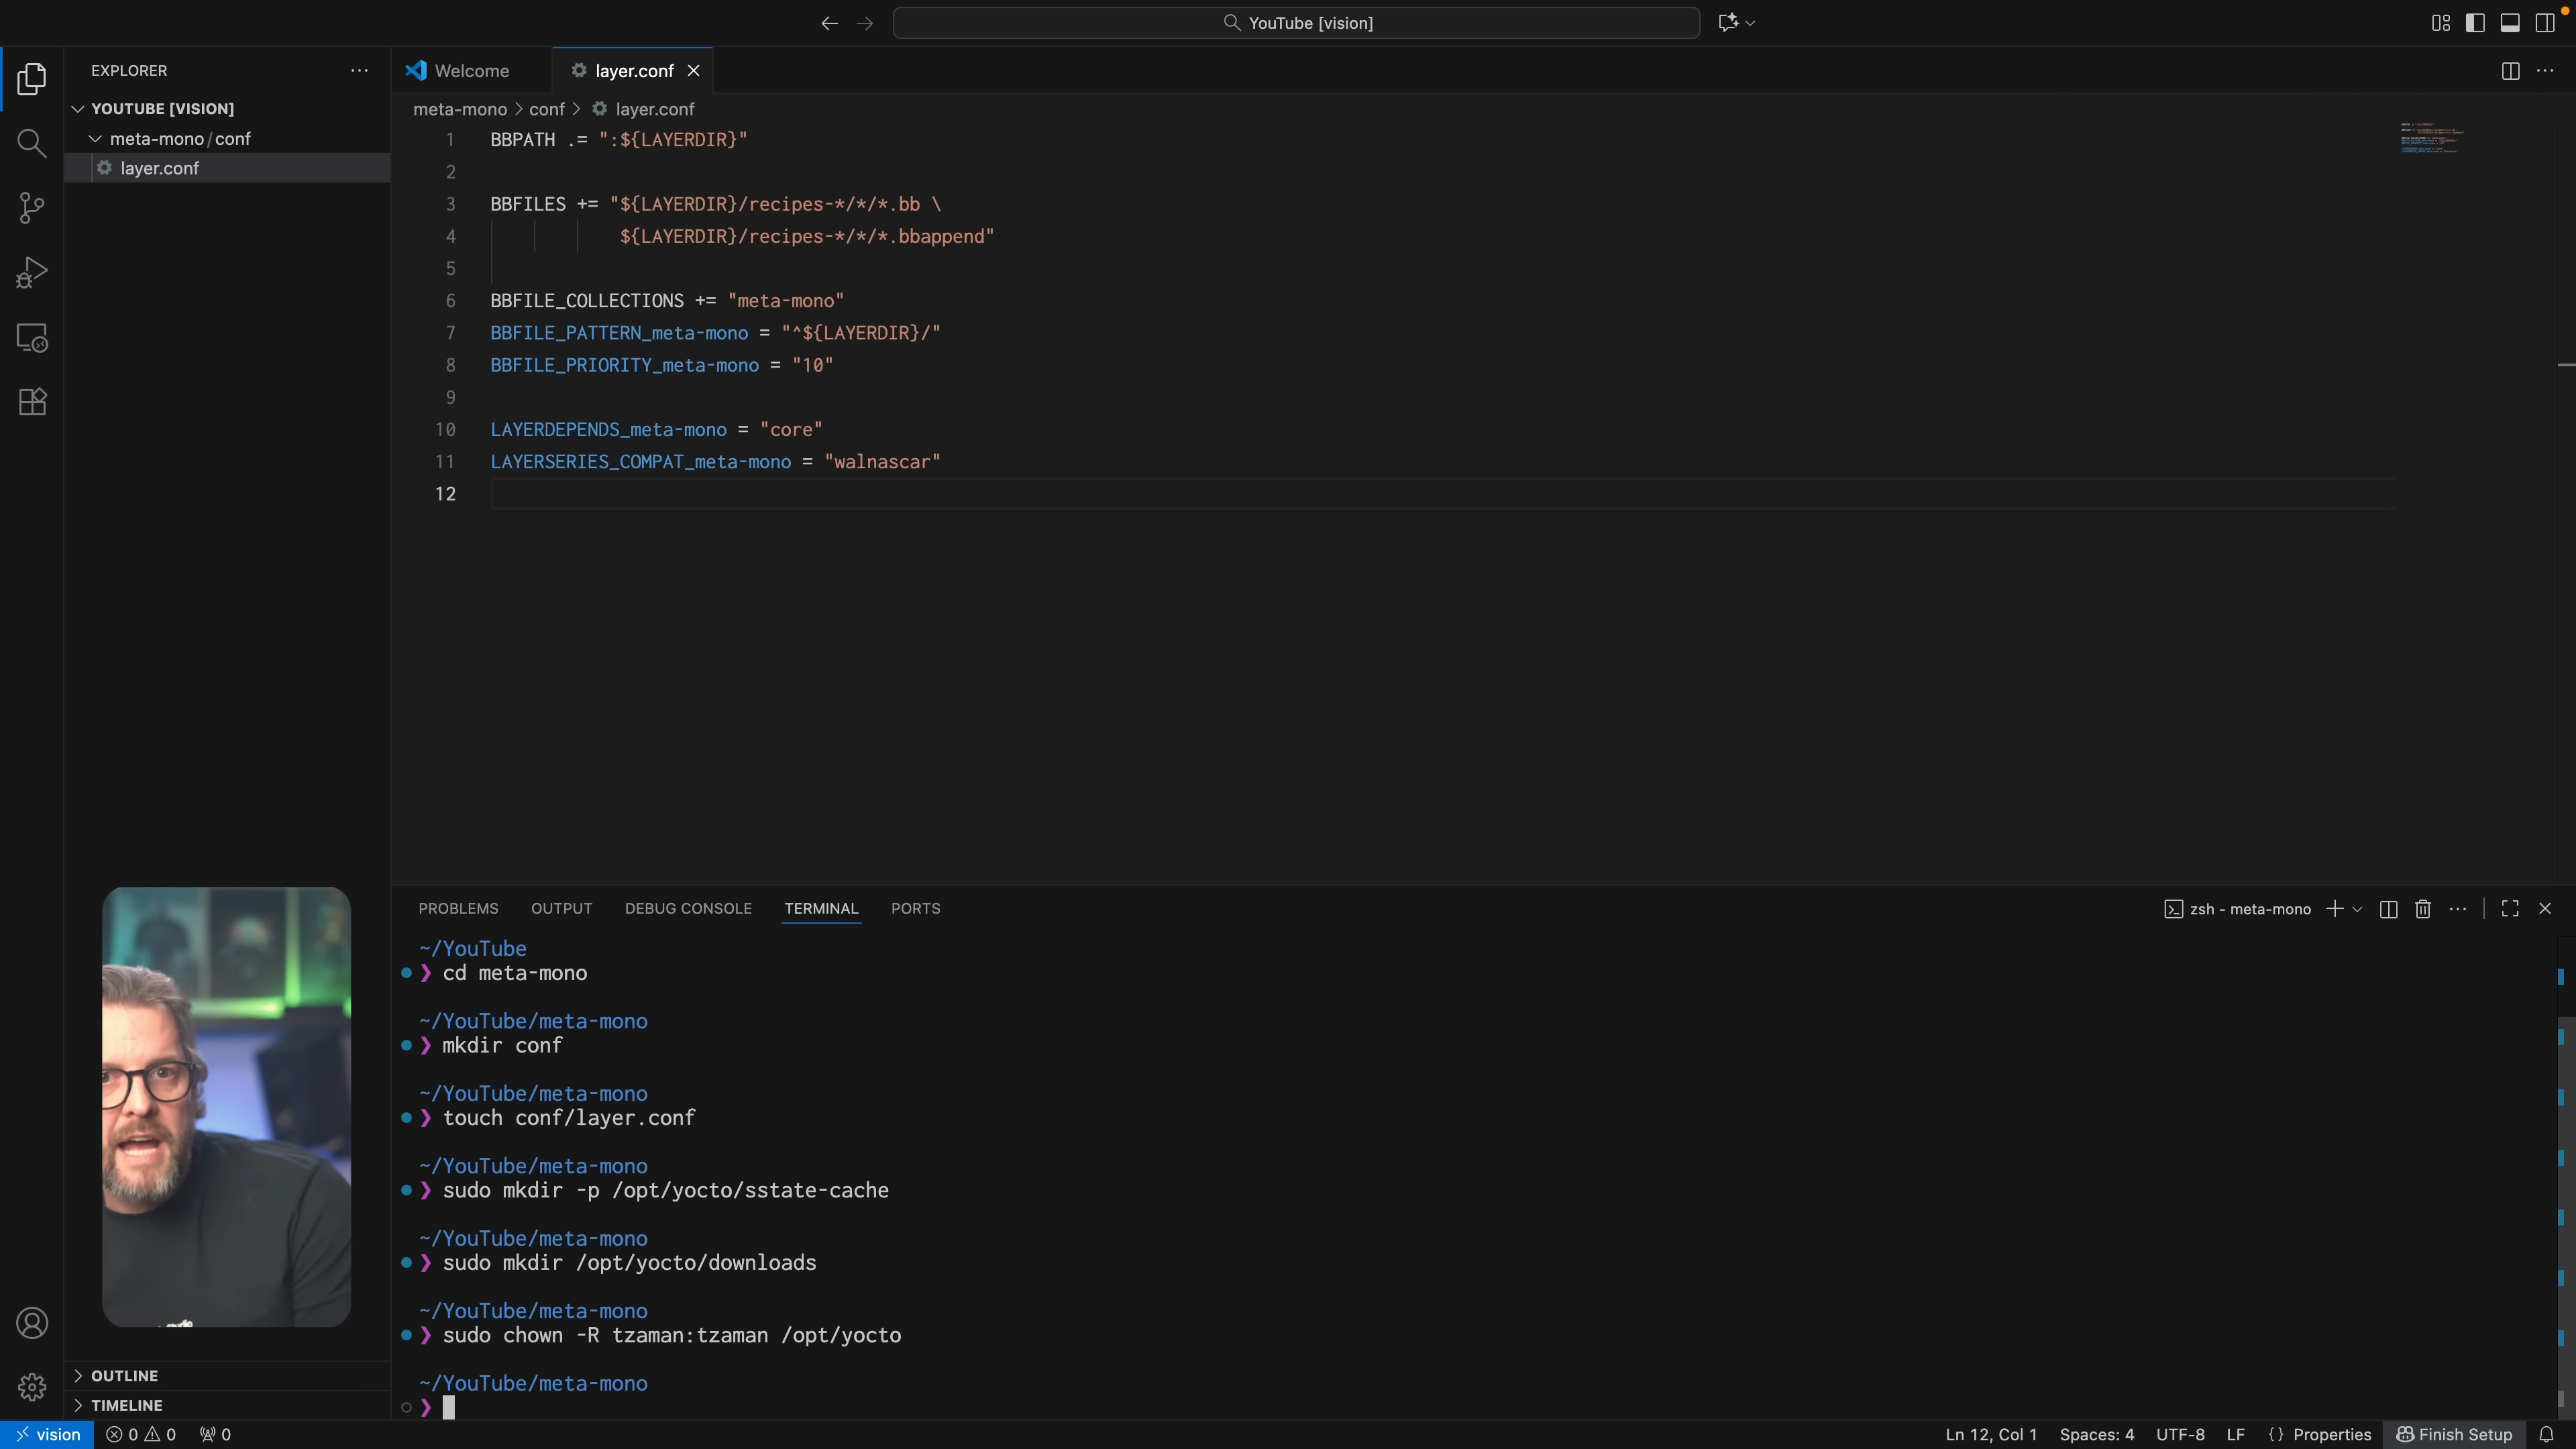 YouTube [vision]
EXPLORER
YOUTUBE [VISION]
meta-mono / conf
layer.conf
OUTLINE
TIMELINE
Welcome
layer.conf
meta-mono > conf > layer.conf
1 BBPATH .= ":${LAYERDIR}"
2
3 BBFILES += "${LAYERDIR}/recipes-*/*/*.bb \
4 ${LAYERDIR}/recipes-*/*/*.bbappend"
5
6 BBFILE_COLLECTIONS += "meta-mono"
7 BBFILE_PATTERN_meta-mono = "^${LAYERDIR}/"
8 BBFILE_PRIORITY_meta-mono = "10"
9
10 LAYERDEPENDS_meta-mono = "core"
11 LAYERSERIES_COMPAT_meta-mono = "walnascar"
12
PROBLEMS OUTPUT DEBUG CONSOLE TERMINAL PORTS
zsh - meta-mono
~/YouTube
❯ cd meta-mono
~/YouTube/meta-mono
❯ mkdir conf
~/YouTube/meta-mono
❯ touch conf/layer.conf
~/YouTube/meta-mono
❯ sudo mkdir -p /opt/yocto/sstate-cache
~/YouTube/meta-mono
❯ sudo mkdir /opt/yocto/downloads
~/YouTube/meta-mono
❯ sudo chown -R tzaman:tzaman /opt/yocto
~/YouTube/meta-mono
❯
vision 0 0 0
Ln 12, Col 1 Spaces: 4 UTF-8 LF {} Properties Finish Setup